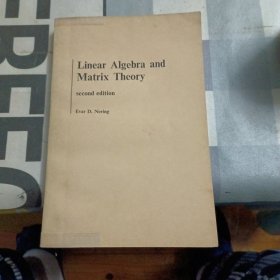 Linear Algebra and
Matrix Theory
second edition
Evar D. Nering